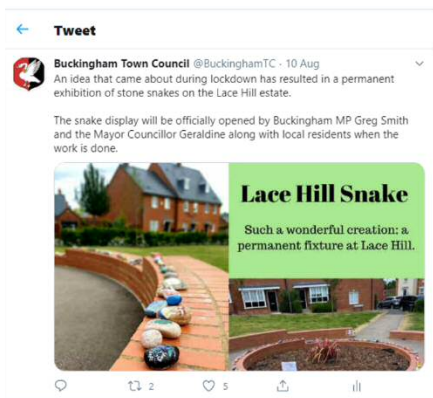 Tweet
Buckingham Town Council @BuckinghamTC · 10 Aug
An idea that came about during lockdown has resulted in a permanent
exhibition of stone snakes on the Lace Hill estate.
The snake display will be officially opened by Buckingham MP Greg Smith
and the Mayor Councillor Geraldine along with local residents when the
work is done.
Lace Hill Snake
Such a wonderful creation: a
permanent fixture at Lace Hill.
2
5